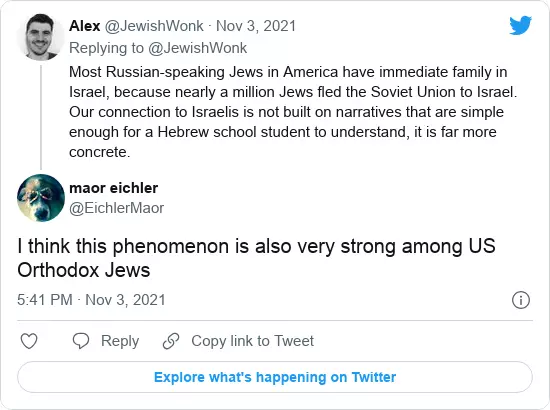 Alex @JewishWonk · Nov 3, 2021
Replying to @JewishWonk
Most Russian-speaking Jews in America have immediate family in
Israel, because nearly a million Jews fled the Soviet Union to Israel.
Our connection to Israelis is not built on narratives that are simple
enough for a Hebrew school student to understand, it is far more
concrete.
maor eichler
@EichlerMaor
I think this phenomenon is also very strong among US
Orthodox Jews
5:41 PM · Nov 3, 2021
Reply Copy link to Tweet
Explore what's happening on Twitter